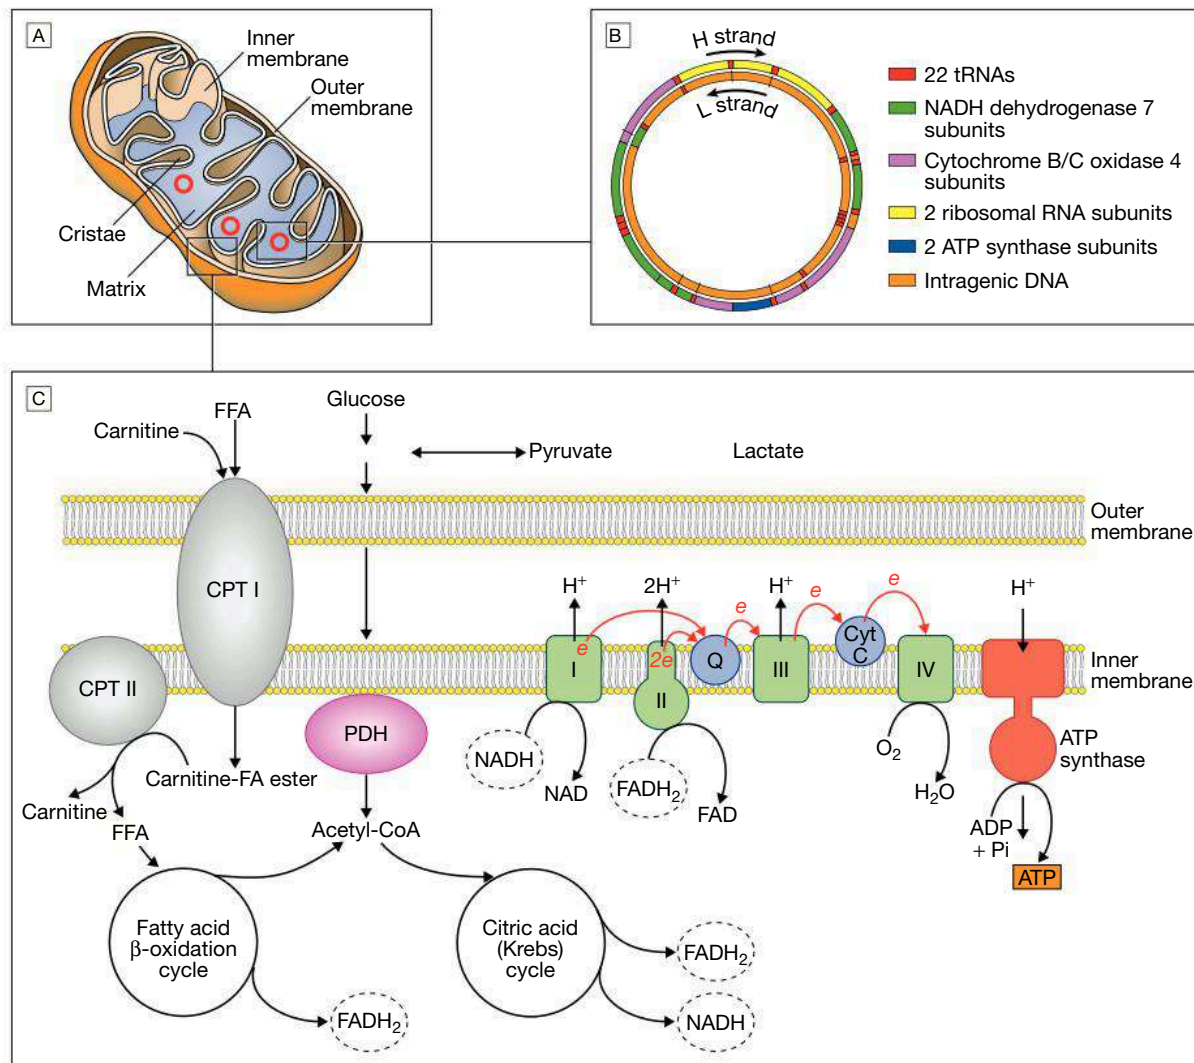 A
Inner
membrane
Outer
membrane
Cristae
Matrix
B
H strand
L strand
22 tRNAs
NADH dehydrogenase 7
subunits
Cytochrome B/C oxidase 4
subunits
2 ribosomal RNA subunits
2 ATP synthase subunits
Intragenic DNA
C
FFA
Carnitine
Glucose
Pyruvate
Lactate
Outer
membrane
CPT I
H+
2H+
H+
H+
e
e
e
2e
e
I
II
Q
III
Cyt
C
IV
Inner
membrane
CPT II
PDH
ATP
synthase
NADH
NAD
FADH2
FAD
O2
H2O
ADP
+ Pi
ATP
Carnitine-FA ester
Carnitine
FFA
Acetyl-CoA
Fatty acid
β-oxidation
cycle
FADH2
Citric acid
(Krebs)
cycle
FADH2
NADH